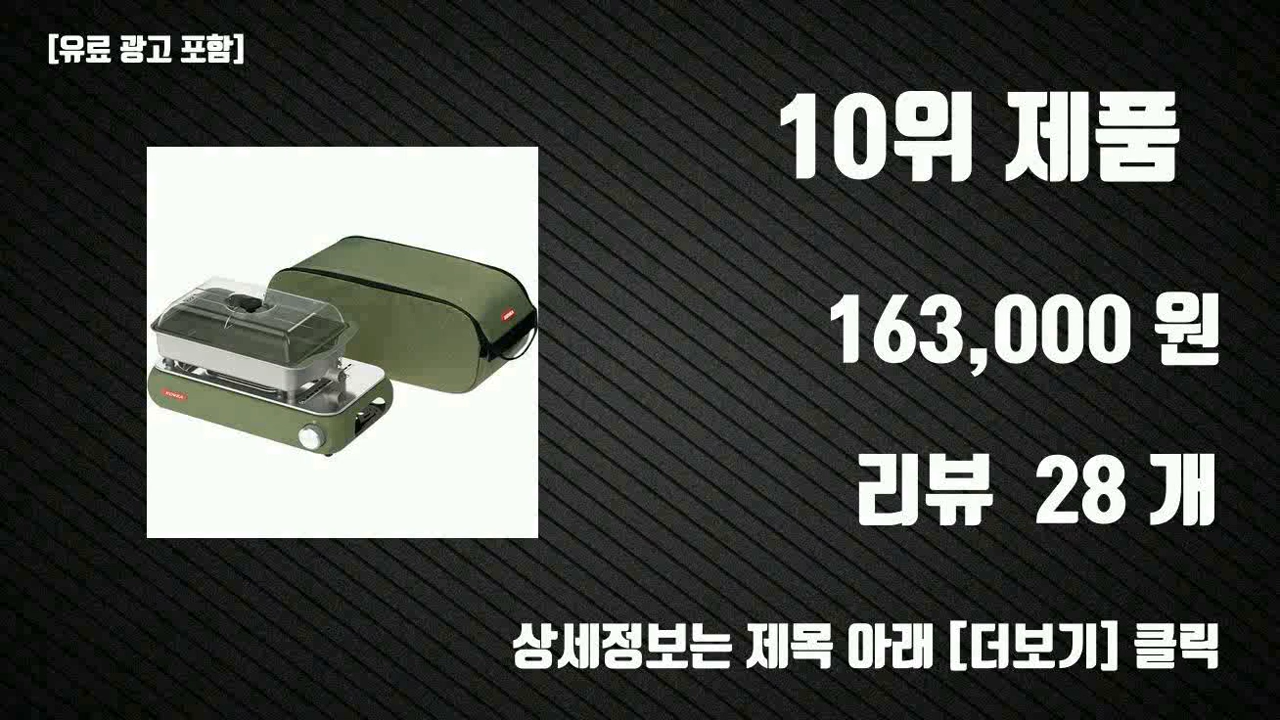 [유료 광고 포함]
10위 제품
163,000 원
리뷰 28 개
상세정보는 제목 아래 [더보기] 클릭